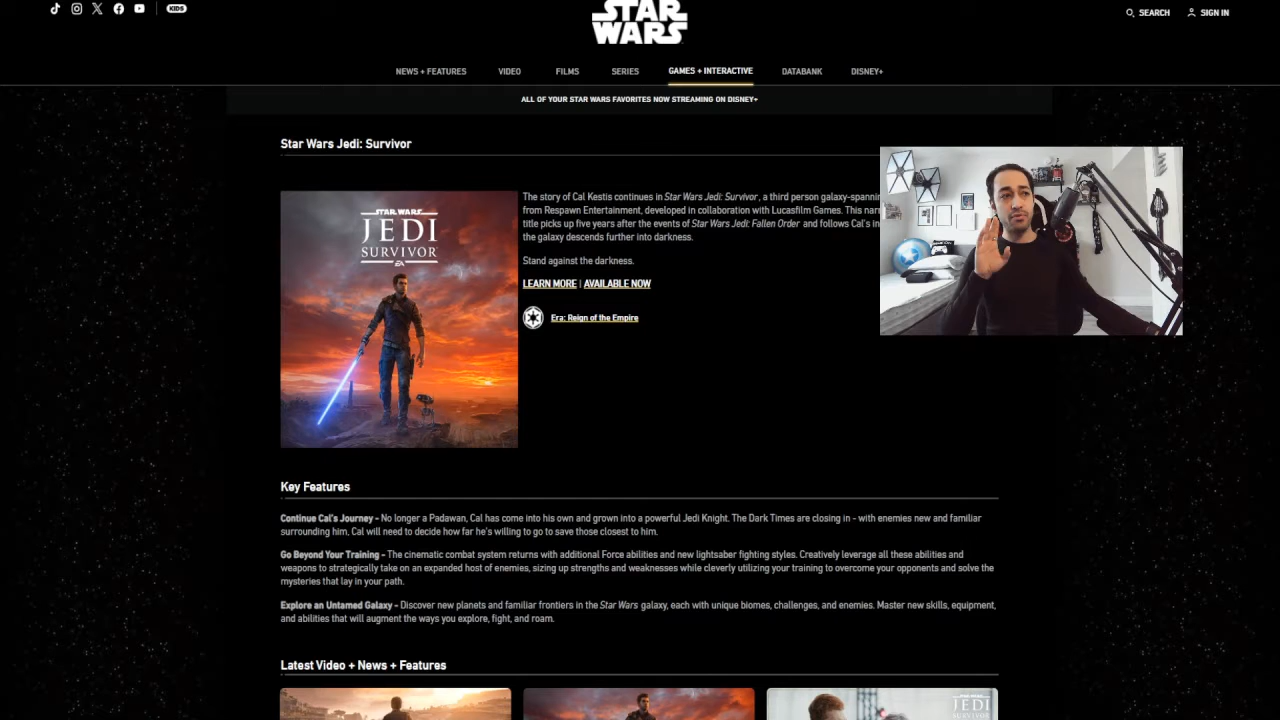 KIDS
STAR
WARS
SEARCH
SIGN IN
NEWS + FEATURES
VIDEO
FILMS
SERIES
GAMES + INTERACTIVE
DATABANK
DISNEY+
ALL OF YOUR STAR WARS FAVORITES NOW STREAMING ON DISNEY+
Star Wars Jedi: Survivor
STAR WARS
JEDI
SURVIVOR
EA
The story of Cal Kestis continues in Star Wars Jedi: Survivor, a third person galaxy-spanning
from Respawn Entertainment, developed in collaboration with Lucasfilm Games. This
title picks up five years after the events of Star Wars Jedi: Fallen Order and follows Cal's
the galaxy descends further into darkness.
Stand against the darkness.
LEARN MORE | AVAILABLE NOW
Era: Reign of the Empire
Key Features
Continue Cal's Journey - No longer a Padawan, Cal has come into his own and grown into a powerful Jedi Knight. The Dark Times are closing in - with enemies new and familiar
surrounding him, Cal will need to decide how far he's willing to go to save those closest to him.
Go Beyond Your Training - The cinematic combat system returns with additional Force abilities and new lightsaber fighting styles. Creatively leverage all these abilities and
weapons to strategically take on an expanded host of enemies, sizing up strengths and weaknesses while cleverly utilizing your training to overcome your opponents and solve the
mysteries that lay in your path.
Explore an Untamed Galaxy - Discover new planets and familiar frontiers in the Star Wars galaxy, each with unique biomes, challenges, and enemies. Master new skills, equipment,
and abilities that will augment the ways you explore, fight, and roam.
Latest Video + News + Features
STAR WARS
JEDI
SURVIVOR